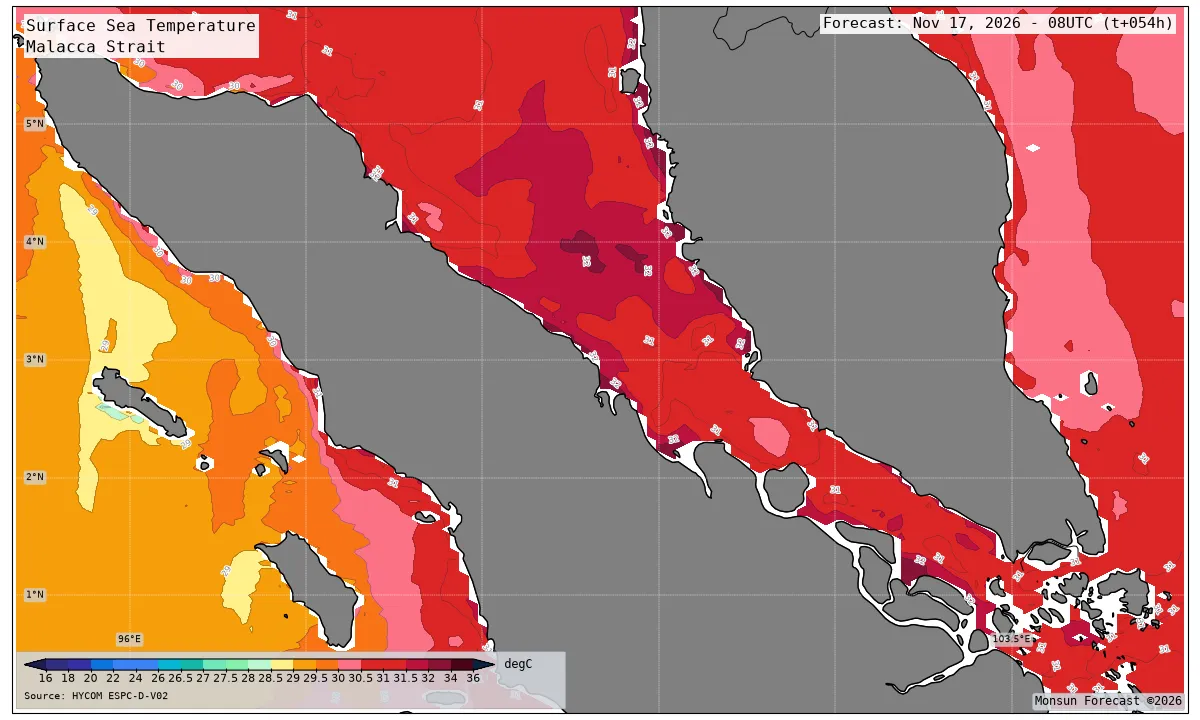 Surface Sea Temperature
Malacca Strait
Forecast: Nov 17, 2026 - 08UTC (t+054h)
5°N
4°N
3°N
2°N
1°N
96°E
103.5°E
degC
16 18 20 22 24 26 26.5 27 27.5 28 28.5 29 29.5 30 30.5 31 31.5 32 34 36
Source: HYCOM ESPC-D-V02
Monsun Forecast ©2026